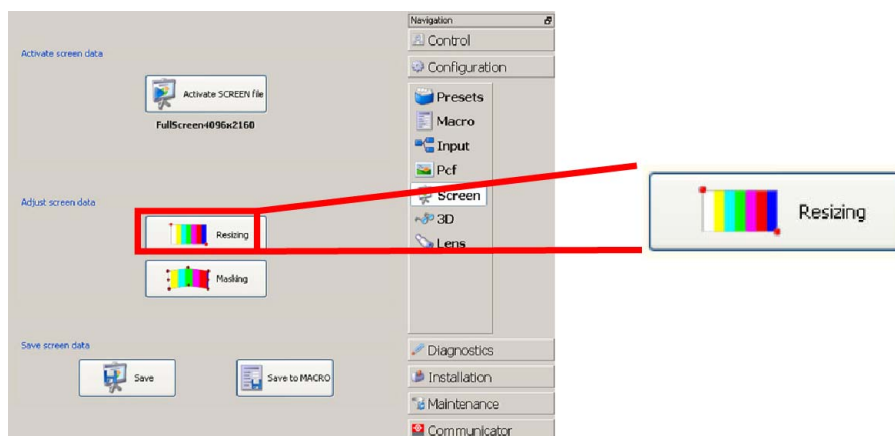 Activate screen data
Activate SCREEN file
FullScreen4096x2160
Adjust screen data
Resizing
Masking
Save screen data
Save
Save to MACRO
Navigation
Control
Configuration
Presets
Macro
Input
Pcf
Screen
3D
Lens
Diagnostics
Installation
Maintenance
Communicator
Resizing